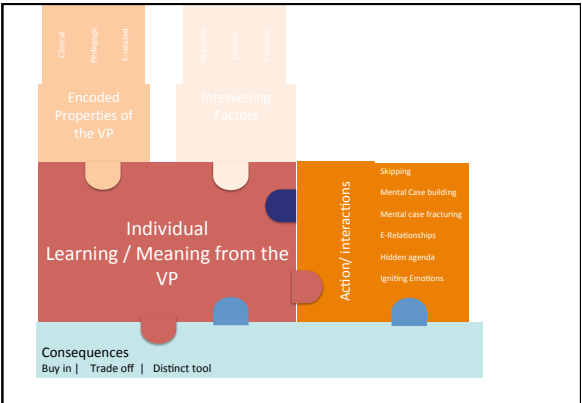 Clinical
Pedagogic
E-related
Encoded
Properties of
the VP
Intervening
Factors
Individual
Learning / Meaning from the
VP
Action/ interactions
Skipping
Mental Case building
Mental case fracturing
E-Relationships
Hidden agenda
Igniting Emotions
Consequences
Buy in | Trade off | Distinct tool